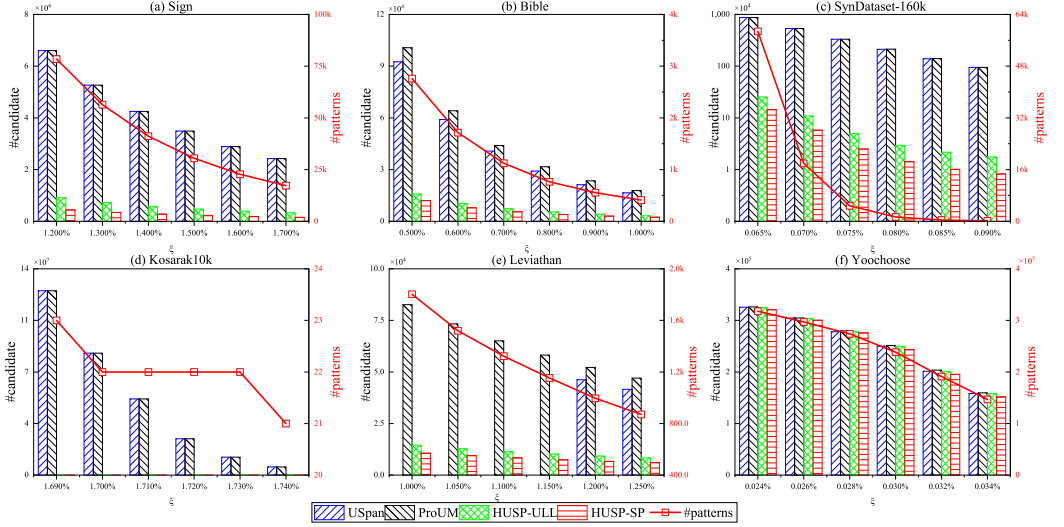 (a) Sign
×10⁶
8
6
4
2
0
#candidate
100k
75k
50k
25k
0
#patterns
1.200% 1.300% 1.400% 1.500% 1.600% 1.700%
ξ
(b) Bible
×10⁴
12
9
6
3
0
#candidate
4k
3k
2k
1k
0
#patterns
0.500% 0.600% 0.700% 0.800% 0.900% 1.000%
ξ
(c) SynDataset-160k
×10⁴
1,000
100
10
1
0
#candidate
64k
48k
32k
16k
0
#patterns
0.065% 0.070% 0.075% 0.080% 0.085% 0.090%
ξ
(d) Kosarak10k
×10⁶
14
11
7
4
0
#candidate
24
23
22
21
20
#patterns
1.690% 1.700% 1.710% 1.720% 1.730% 1.740%
ξ
(e) Leviathan
×10⁴
10.0
7.5
5.0
2.5
0.0
#candidate
2.0k
1.6k
1.2k
800.0
400.0
#patterns
1.000% 1.050% 1.100% 1.150% 1.200% 1.250%
ξ
(f) Yoochoose
×10⁵
4
3
2
1
0
#candidate
×10⁵
4
3
2
1
0
#patterns
0.024% 0.026% 0.028% 0.030% 0.032% 0.034%
ξ
USpan ProUM HUSP-ULL HUSP-SP #patterns